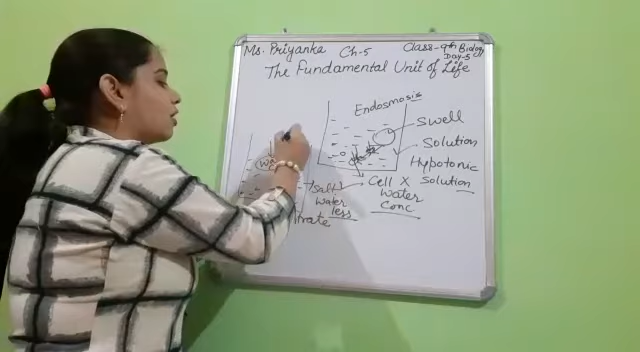 Ms. Priyanka Ch-5 Class-9th Biology
Day-5
The Fundamental Unit of Life
Endosmosis
Swell
Solution
Hypotonic
Solution
Cell X
Water
Conc
Salt
Water
less